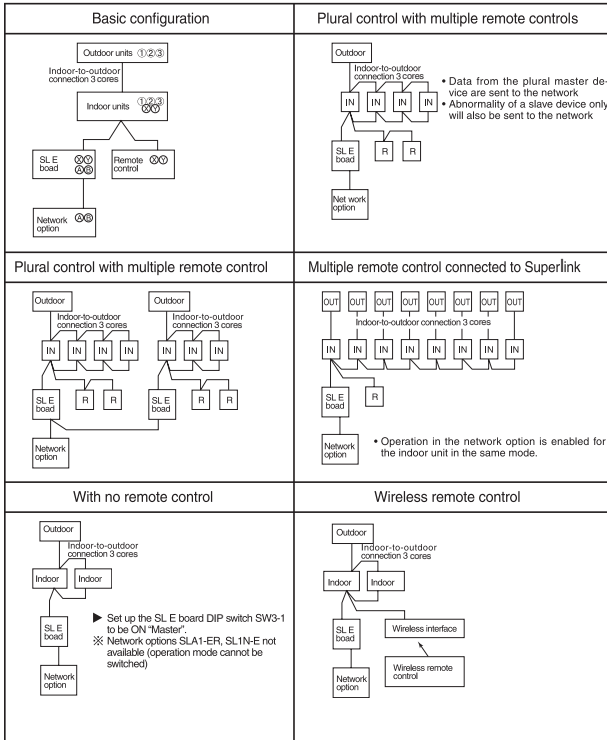 Basic configuration
Outdoor units ①②③
Indoor-to-outdoor
connection 3 cores
Indoor units ①②③
ⓍⓎ
SL E
boad
ⓍⓎ
ⒶⒷ
Remote
control
ⓍⓎ
Network
option
ⒶⒷ
Plural control with multiple remote controls
Outdoor
Indoor-to-outdoor
connection 3 cores
IN IN IN IN
SL E
boad
R R
Net work
option
• Data from the plural master de-
vice are sent to the network
• Abnormality of a slave device only
will also be sent to the network
Plural control with multiple remote control
Outdoor Outdoor
Indoor-to-outdoor
connection 3 cores
Indoor-to-outdoor
connection 3 cores
IN IN IN IN IN IN IN IN
SL E
boad
R R
SL E
boad
R R
Network
option
Multiple remote control connected to Superlink
OUT OUT OUT OUT OUT OUT OUT OUT
Indoor-to-outdoor connection 3 cores
IN IN IN IN IN IN IN IN
SL E
boad
R
Network
option
• Operation in the network option is enabled for
the indoor unit in the same mode.
With no remote control
Outdoor
Indoor-to-outdoor
connection 3 cores
Indoor Indoor
SL E
boad
Network
option
▶ Set up the SL E board DIP switch SW3-1
to be ON "Master".
※ Network options SLA1-ER, SL1N-E not
available (operation mode cannot be
switched)
Wireless remote control
Outdoor
Indoor-to-outdoor
connection 3 cores
Indoor Indoor
SL E
boad
Wireless interface
Wireless remote
control
Network
option